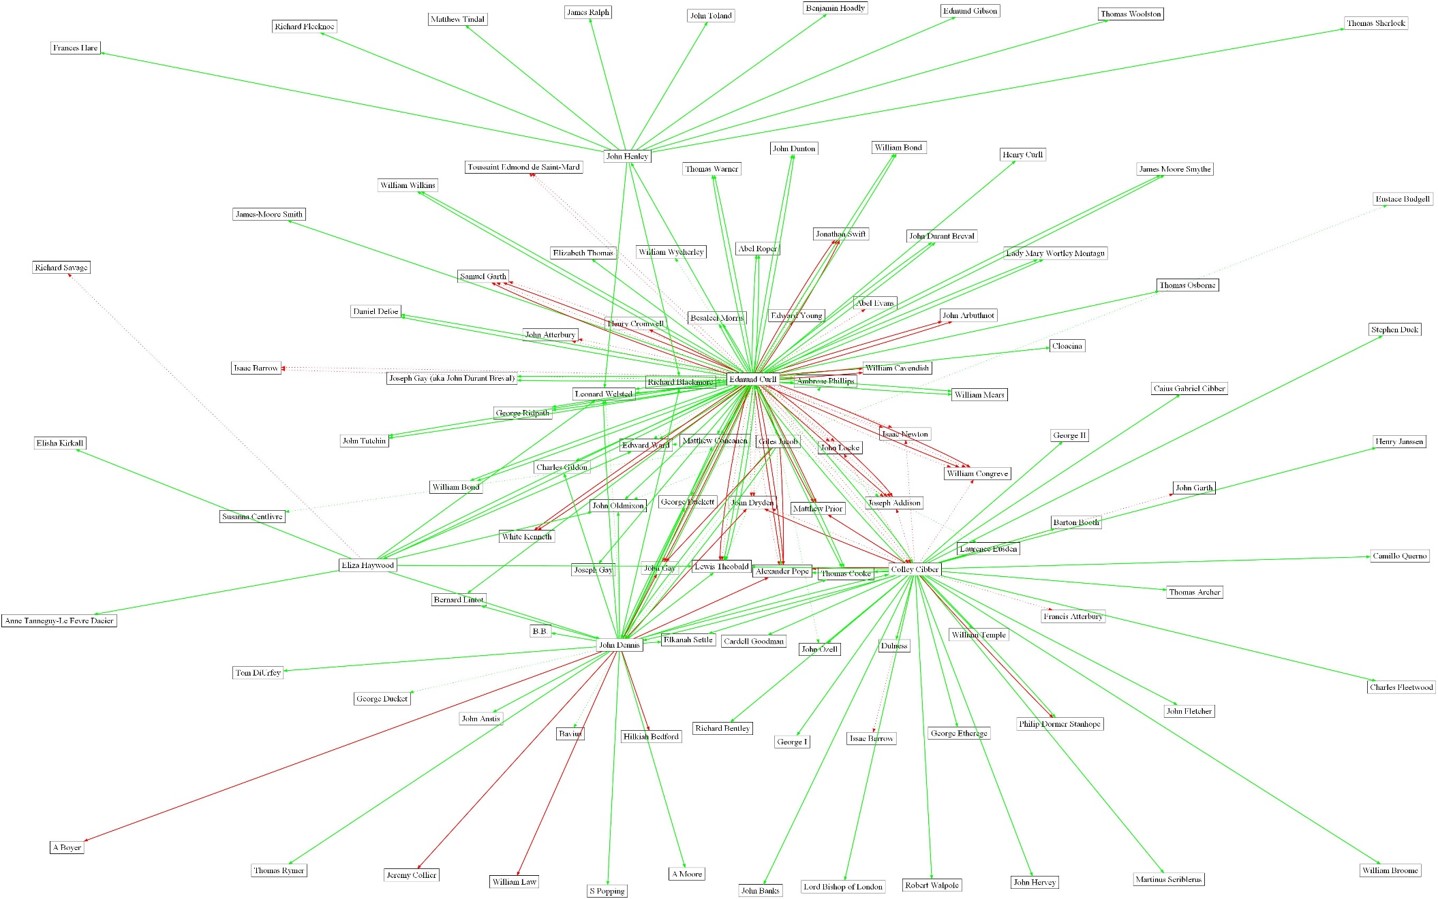 Benjamin Hoadly
Edmund Gibson
James Ralph
Thomas Woolston
John Toland
Matthew Tindal
Thomas Sherlock
Richard Flecknoe
Frances Hare
John Dunton
William Bond
John Henley
Henry Curll
Toussaint Edmond de Saint-Mard
Thomas Warner
James Moore Smythe
William Wilkins
Eustace Budgell
James-Moore Smith
Jonathan Swift
John Durant Breval
Abel Roper
William Wycherley
Elizabeth Thomas
Lady Mary Wortley Montagu
Richard Savage
Samuel Garth
Thomas Osborne
Abel Evans
Daniel Defoe
Edward Young
John Arbuthnot
Besaleel Morris
Henry Cromwell
Stephen Duck
John Atterbury
Cloacina
Isaac Barrow
William Cavendish
Joseph Gay (aka John Durant Breval)
Edmund Curll
Richard Blackmore
Ambrose Phillips
Caius Gabriel Cibber
Leonard Welsted
William Mears
George Ridpath
Isaac Newton
George II
John Tutchin
Matthew Concanen
Giles Jacob
Henry Janssen
Elisha Kirkall
Edward Ward
John Locke
Charles Gildon
William Congreve
William Bond
John Garth
George Duckett
John Dryden
Joseph Addison
John Oldmixon
Matthew Prior
Susanna Centlivre
Barton Booth
White Kenneth
Laurence Eusden
Camillo Querno
Eliza Haywood
Lewis Theobald
Joseph Gay
John Gay
Colley Cibber
Alexander Pope
Thomas Cooke
Thomas Archer
Bernard Lintot
Francis Atterbury
Anne Tanneguy-Le Fevre Dacier
B.B.
William Temple
Elkanah Settle
Cardell Goodman
John Dennis
Dulness
John Ozell
Tom D'Urfey
Charles Fleetwood
George Ducket
John Fletcher
John Anstis
Philip Dormer Stanhope
Richard Bentley
Bavius
George Etherege
Hilkiah Bedford
Issac Barrow
George I
A Boyer
Thomas Rymer
William Broome
A Moore
Jeremy Collier
Martinus Scriblerus
William Law
John Hervey
Robert Walpole
Lord Bishop of London
S Popping
John Banks